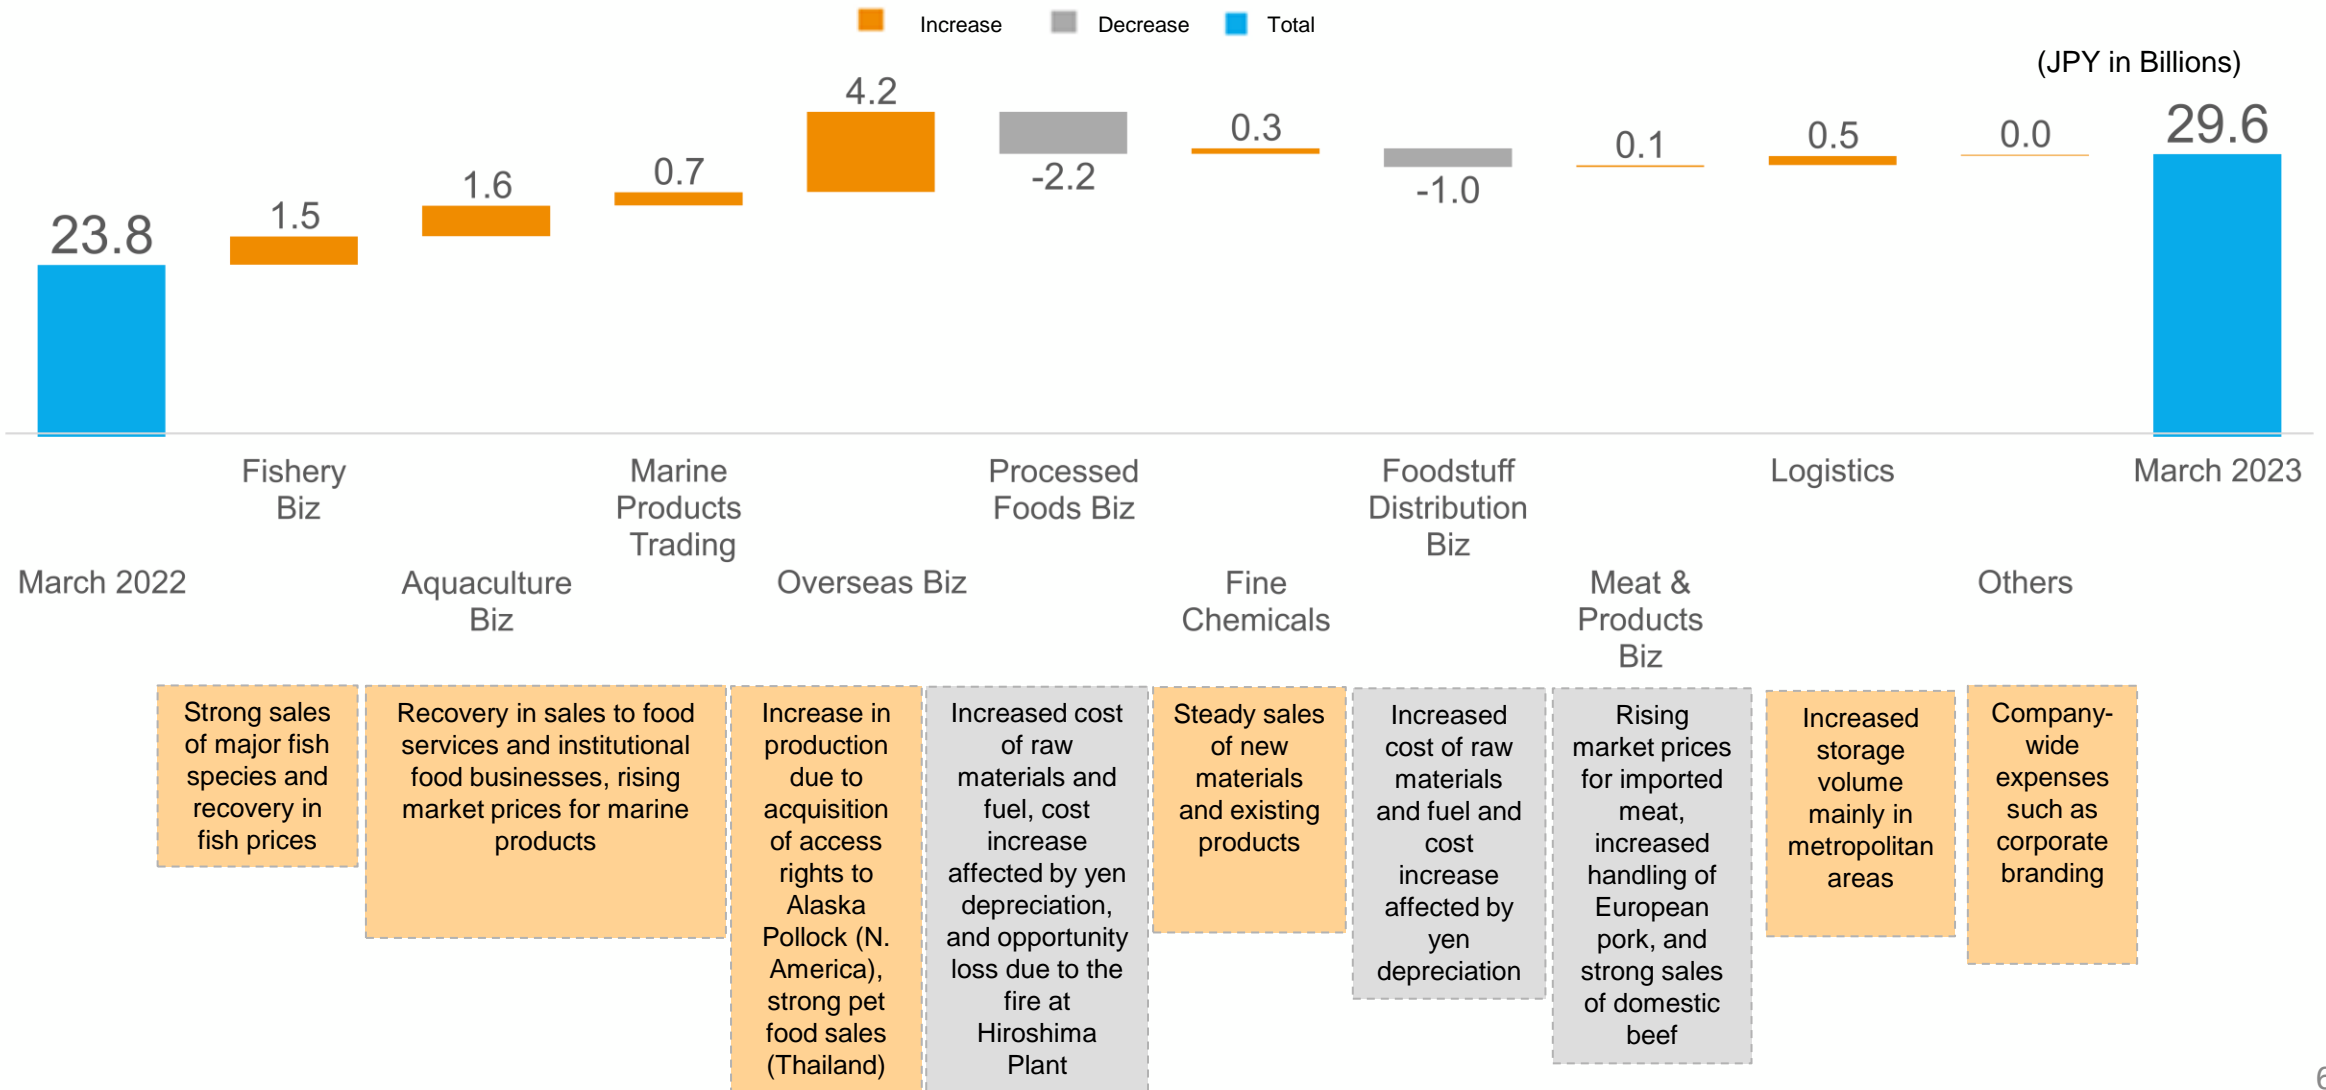 Increase
Decrease
Total
(JPY in Billions)
23.8
1.5
1.6
0.7
4.2
-2.2
0.3
-1.0
0.1
0.5
0.0
29.6
Fishery
Biz
Marine
Products
Trading
Processed
Foods Biz
Foodstuff
Distribution
Biz
Logistics
March 2023
March 2022
Aquaculture
Biz
Overseas Biz
Fine
Chemicals
Meat &
Products
Biz
Others
Strong sales
of major fish
species and
recovery in
fish prices
Recovery in sales to food
services and institutional
food businesses, rising
market prices for marine
products
Increase in
production
due to
acquisition
of access
rights to
Alaska
Pollock (N.
America),
strong pet
food sales
(Thailand)
Increased cost
of raw
materials and
fuel, cost
increase
affected by yen
depreciation,
and opportunity
loss due to the
fire at
Hiroshima
Plant
Steady sales
of new
materials
and existing
products
Increased
cost of raw
materials
and fuel and
cost
increase
affected by
yen
depreciation
Rising
market prices
for imported
meat,
increased
handling of
European
pork, and
strong sales
of domestic
beef
Increased
storage
volume
mainly in
metropolitan
areas
Company-
wide
expenses
such as
corporate
branding
6